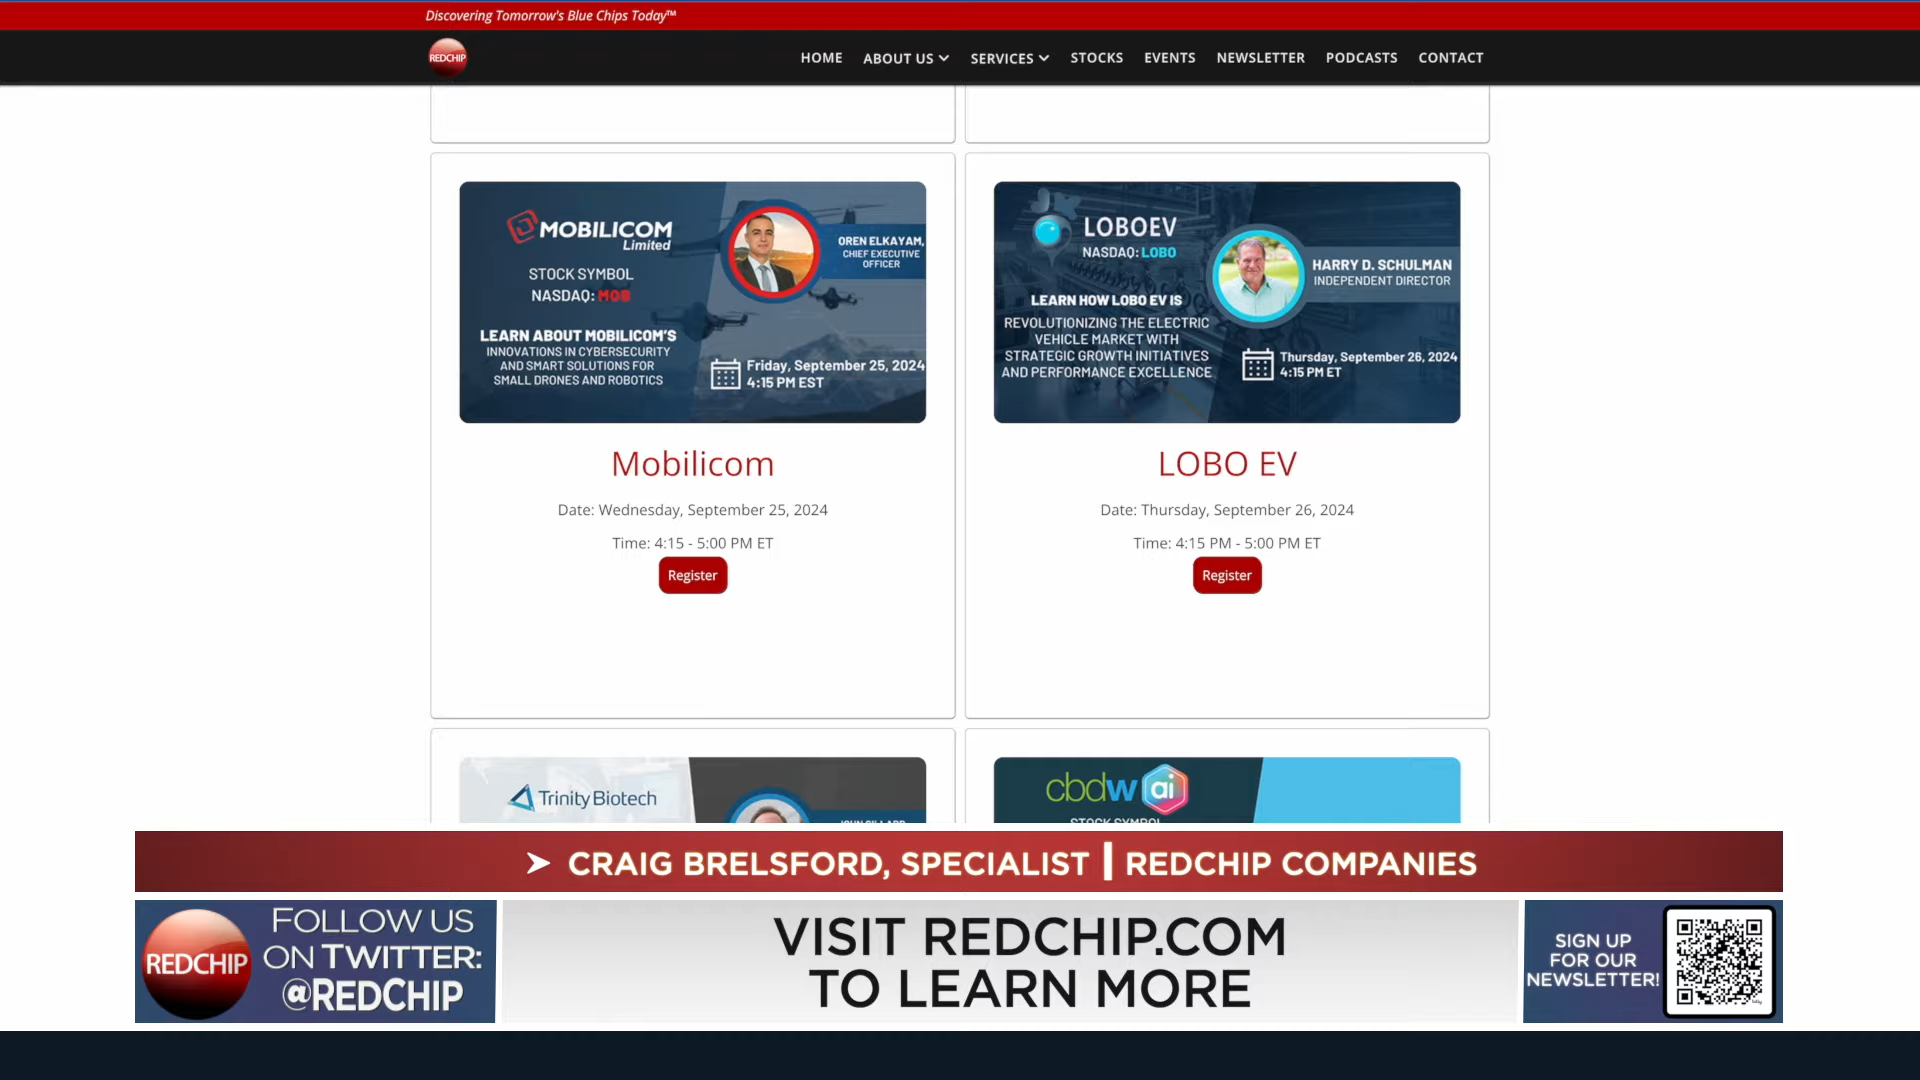 Discovering Tomorrow's Blue Chips Today™
REDCHIP
HOME ABOUT US SERVICES STOCKS EVENTS NEWSLETTER PODCASTS CONTACT
MOBILICOM
Limited
STOCK SYMBOL
NASDAQ: MOB
LEARN ABOUT MOBILICOM'S
INNOVATIONS IN CYBERSECURITY
AND SMART SOLUTIONS FOR
SMALL DRONES AND ROBOTICS
OREN ELKAYAM,
CHIEF EXECUTIVE
OFFICER
Friday, September 25, 2024
4:15 PM EST
Mobilicom
Date: Wednesday, September 25, 2024
Time: 4:15 - 5:00 PM ET
Register
LOBOEV
NASDAQ: LOBO
LEARN HOW LOBO EV IS
REVOLUTIONIZING THE ELECTRIC
VEHICLE MARKET WITH
STRATEGIC GROWTH INITIATIVES
AND PERFORMANCE EXCELLENCE
HARRY D. SCHULMAN
INDEPENDENT DIRECTOR
Thursday, September 26, 2024
4:15 PM ET
LOBO EV
Date: Thursday, September 26, 2024
Time: 4:15 PM - 5:00 PM ET
Register
Trinity Biotech
cbdw ai
STOCK SYMBOL
CRAIG BRELSFORD, SPECIALIST | REDCHIP COMPANIES
REDCHIP
FOLLOW US
ON TWITTER:
@REDCHIP
VISIT REDCHIP.COM
TO LEARN MORE
SIGN UP
FOR OUR
NEWSLETTER!